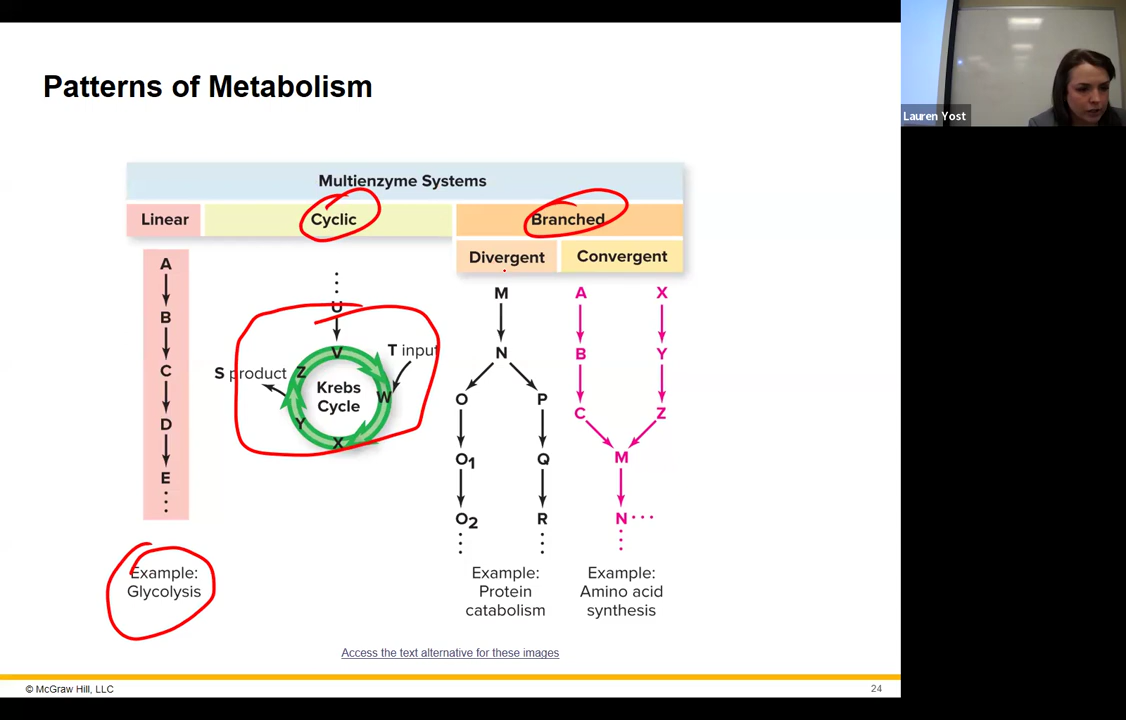 Patterns of Metabolism
Lauren Yost
Multienzyme Systems
Linear
Cyclic
Branched
Divergent
Convergent
A
B
C
D
E
U
V
T input
W
X
Y
Z
S product
Krebs
Cycle
M
N
O
P
O1
Q
O2
R
A
X
B
Y
C
Z
M
N
Example:
Glycolysis
Example:
Protein
catabolism
Example:
Amino acid
synthesis
Access the text alternative for these images
© McGraw Hill, LLC
24